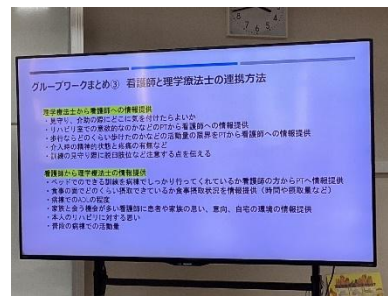 グループワークまとめ③ 看護師と理学療法士の連携方法
理学療法士から看護師への情報提供
・見守り、介助の際にどこに気を付けたらよいか
・リハビリ室での意欲的なのかなどのPTから看護師への情報提供
・歩行ならどのくらい歩けたのかなどの活動量の限界をPTから看護師への情報提供
・介入時の精神的状態と疼痛の有無など
・訓練の見守り際に脱臼肢位など注意する点を伝える
看護師から理学療法士の情報提供
・ベッドでのできる訓練を病棟でしっかり行ってくれているか看護師の方からPTへ情報提供
・食事の面でどのくらい摂取できているか食事摂取状況を情報提供(時間や摂取量など)
・病棟でのADLの程度
・家族と会う機会が多い看護師に患者や家族の思い、意向、自宅の環境の情報提供
・本人のリハビリに対する思い
・普段の病棟での活動量